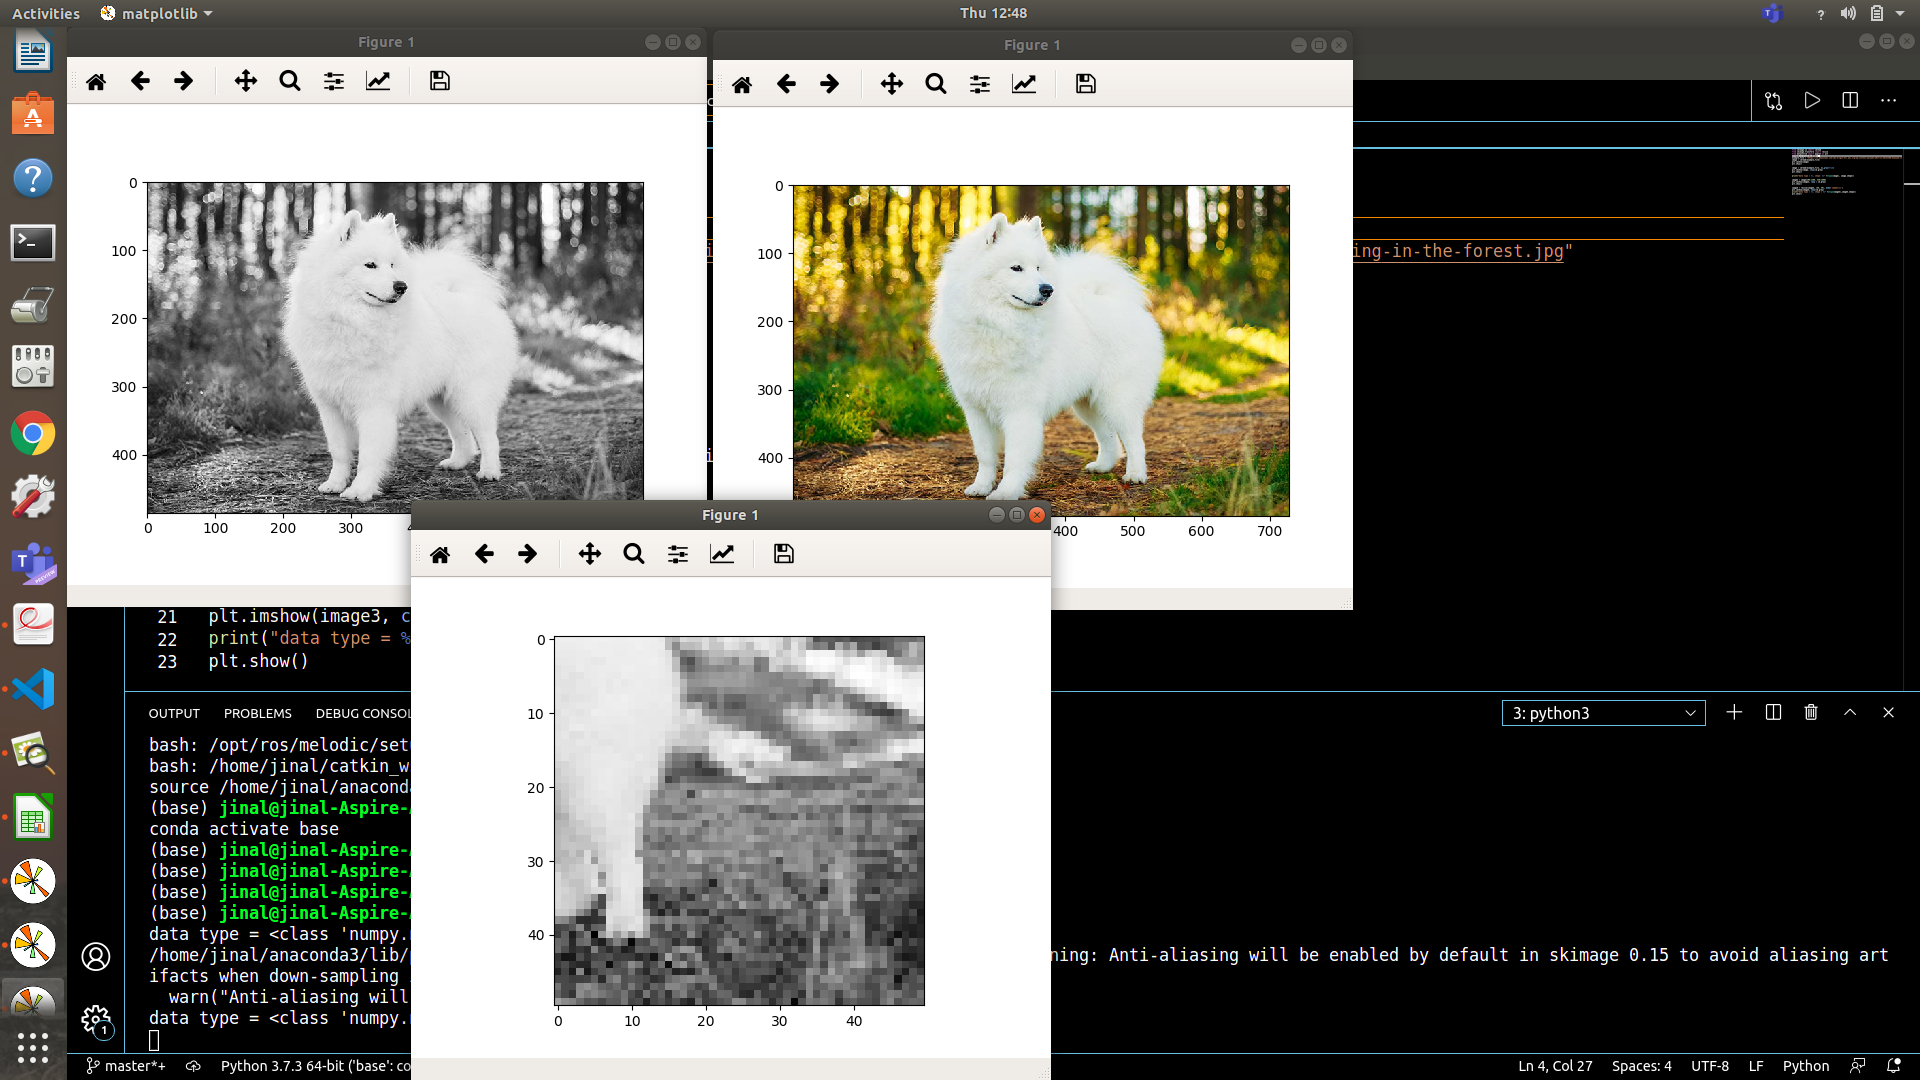 Activities
matplotlib
Thu 12:48
Figure 1
Figure 1
0
100
200
300
400
0
100
200
300
0
100
200
300
400
400
500
600
700
ing-in-the-forest.jpg"
Figure 1
0
10
20
30
40
0
10
20
30
40
21 plt.imshow(image3, c
22 print("data type = %
23 plt.show()
OUTPUT PROBLEMS DEBUG CONSOL
3: python3
bash: /opt/ros/melodic/set
bash: /home/jinal/catkin_w
source /home/jinal/anaconda
(base) jinal@jinal-Aspire-
conda activate base
(base) jinal@jinal-Aspire-
(base) jinal@jinal-Aspire-
(base) jinal@jinal-Aspire-
(base) jinal@jinal-Aspire-
data type = <class 'numpy.
/home/jinal/anaconda3/lib/ ning: Anti-aliasing will be enabled by default in skimage 0.15 to avoid aliasing art
ifacts when down-sampling
warn("Anti-aliasing will
data type = <class 'numpy.
1
master*+ Python 3.7.3 64-bit ('base': co Ln 4, Col 27 Spaces: 4 UTF-8 LF Python